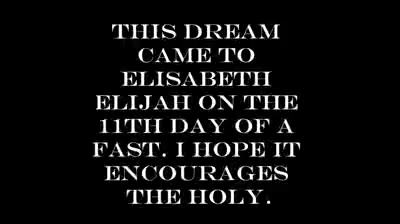 THIS DREAM
CAME TO
ELISABETH
ELIJAH ON THE
11TH DAY OF A
FAST. I HOPE IT
ENCOURAGES
THE HOLY.